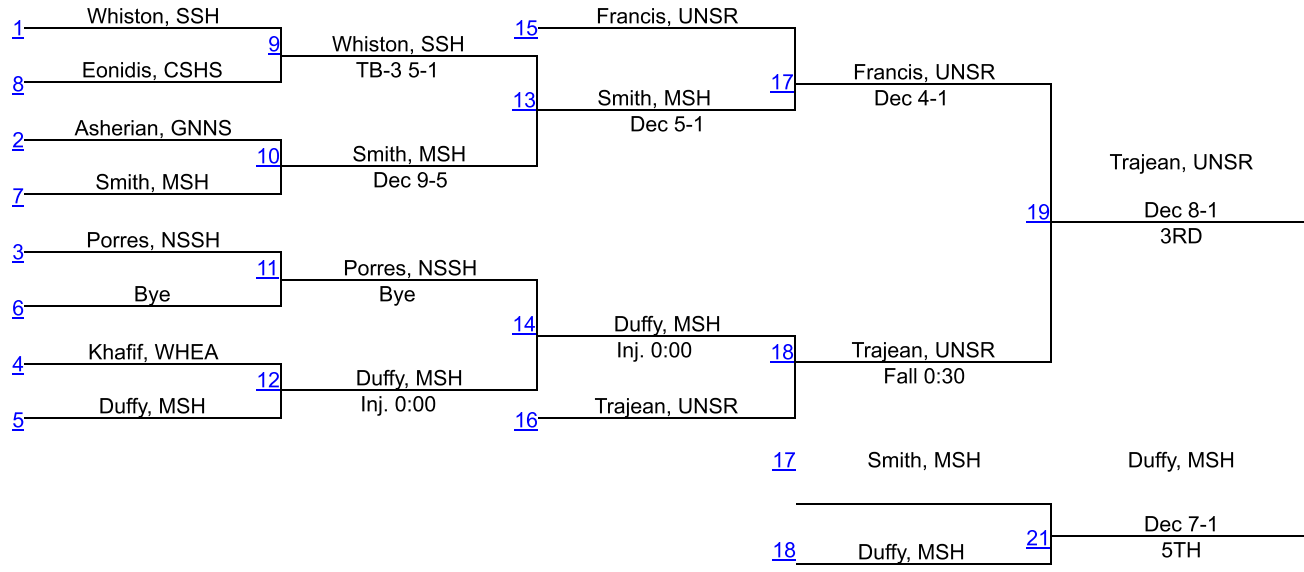 Whiston, SSH
1
9
Eonidis, CSHS
8
Whiston, SSH
TB-3 5-1
Asherian, GNNS
2
10
Smith, MSH
7
Smith, MSH
Dec 9-5
13
Porres, NSSH
3
11
Bye
6
Porres, NSSH
Bye
Khafif, WHEA
4
12
Duffy, MSH
5
Duffy, MSH
Inj. 0:00
14
Francis, UNSR
15
17
Smith, MSH
Dec 5-1
Duffy, MSH
Inj. 0:00
18
Trajean, UNSR
16
Francis, UNSR
Dec 4-1
19
Trajean, UNSR
Fall 0:30
Trajean, UNSR
Dec 8-1
3RD
17
Smith, MSH
18
Duffy, MSH
21
Duffy, MSH
Dec 7-1
5TH